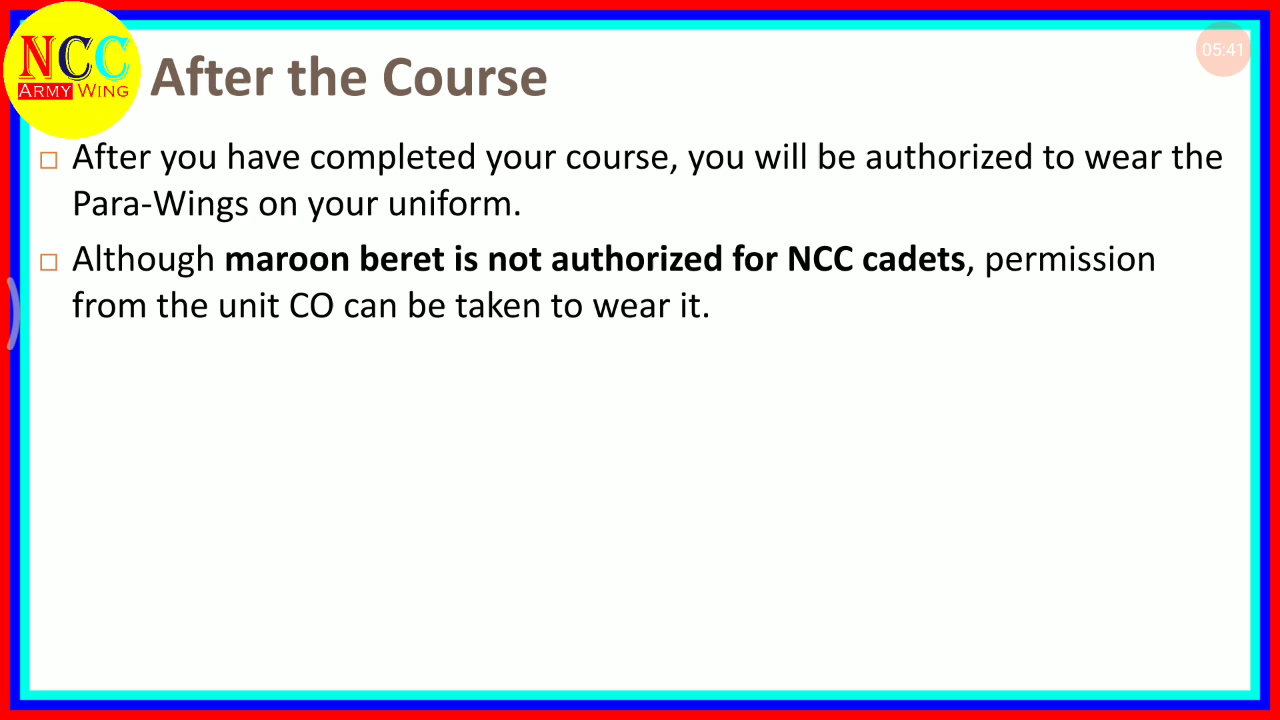 NCC
ARMY WING
05:41
After the Course
After you have completed your course, you will be authorized to wear the
Para-Wings on your uniform.
Although maroon beret is not authorized for NCC cadets, permission
from the unit CO can be taken to wear it.